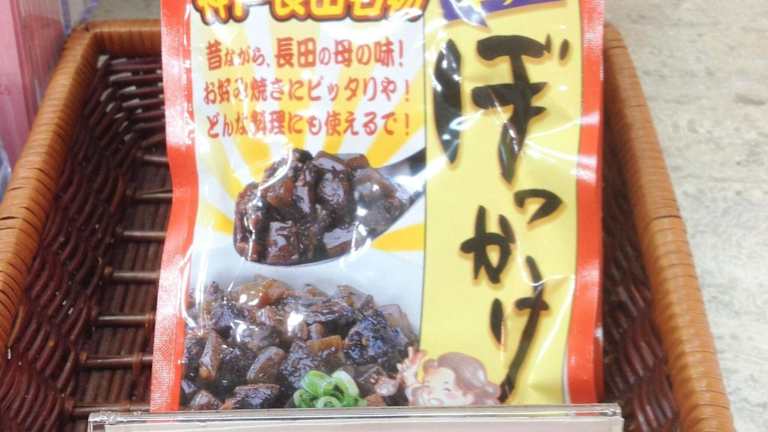 神戸長田名物
昔ながら、長田の母の味!
お好み焼きにピッタリや!
どんな料理にも使えるで!
ぼっかけ